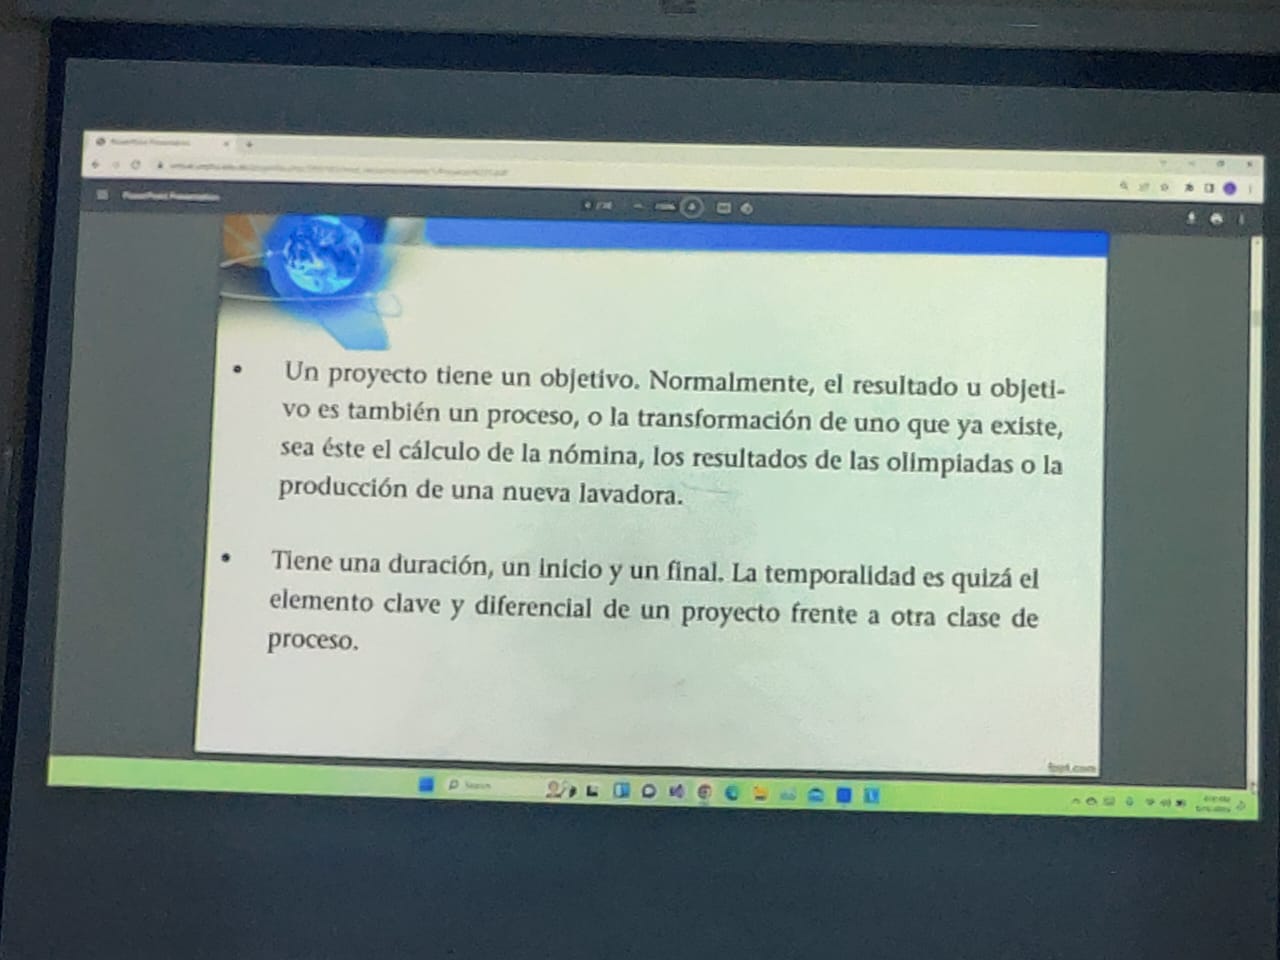 PowerPoint Presentation
PowerPoint Presentation
• Un proyecto tiene un objetivo. Normalmente, el resultado u objeti-
vo es también un proceso, o la transformación de uno que ya existe,
sea éste el cálculo de la nómina, los resultados de las olimpiadas o la
producción de una nueva lavadora.
• Tiene una duración, un inicio y un final. La temporalidad es quizá el
elemento clave y diferencial de un proyecto frente a otra clase de
proceso.
fppt.com
Search